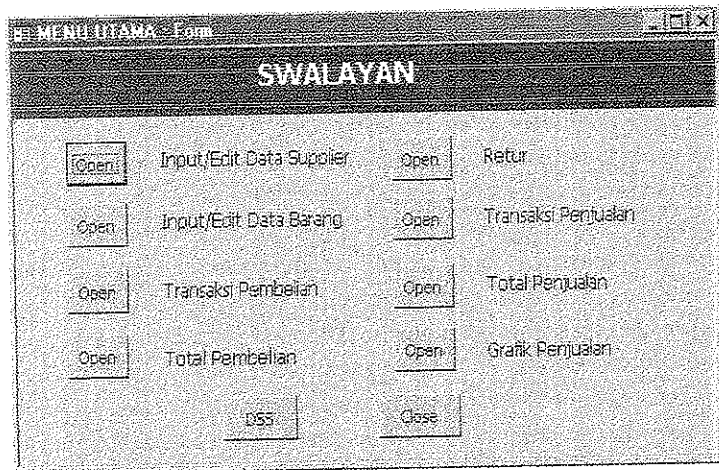 MENU UTAMA : Form
SWALAYAN
Open Input/Edit Data Supplier Open Retur
Open Input/Edit Data Barang Open Transaksi Penjualan
Open Transaksi Pembelian Open Total Penjualan
Open Total Pembelian Open Grafik Penjualan
DSS Close